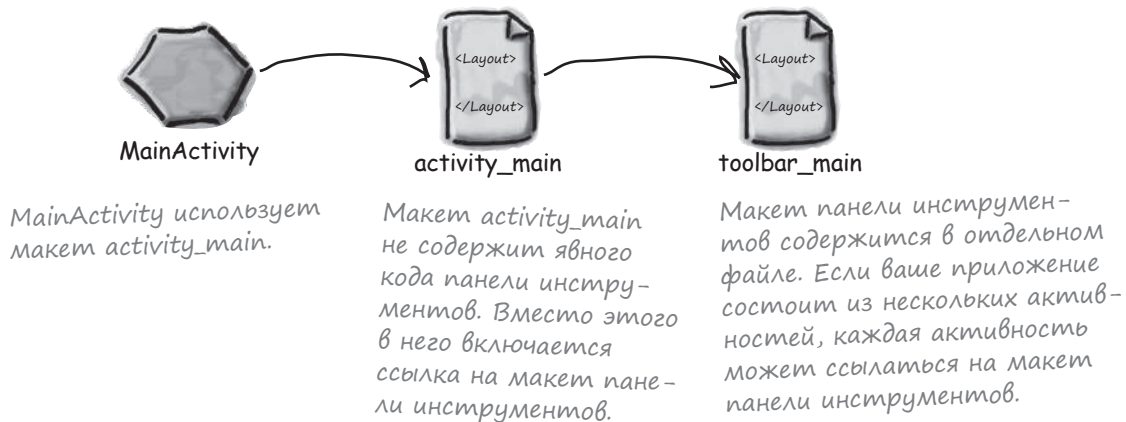 <Layout>
</Layout>
<Layout>
</Layout>
MainActivity
activity_main
toolbar_main
MainActivity использует
макет activity_main.
Макет activity_main
не содержит явного
кода панели инстру-
ментов. Вместо этого
в него включается
ссылка на макет пане-
ли инструментов.
Макет панели инструмен-
тов содержится в отдельном
файле. Если ваше приложение
состоит из нескольких актив-
ностей, каждая активность
может ссылаться на макет
панели инструментов.